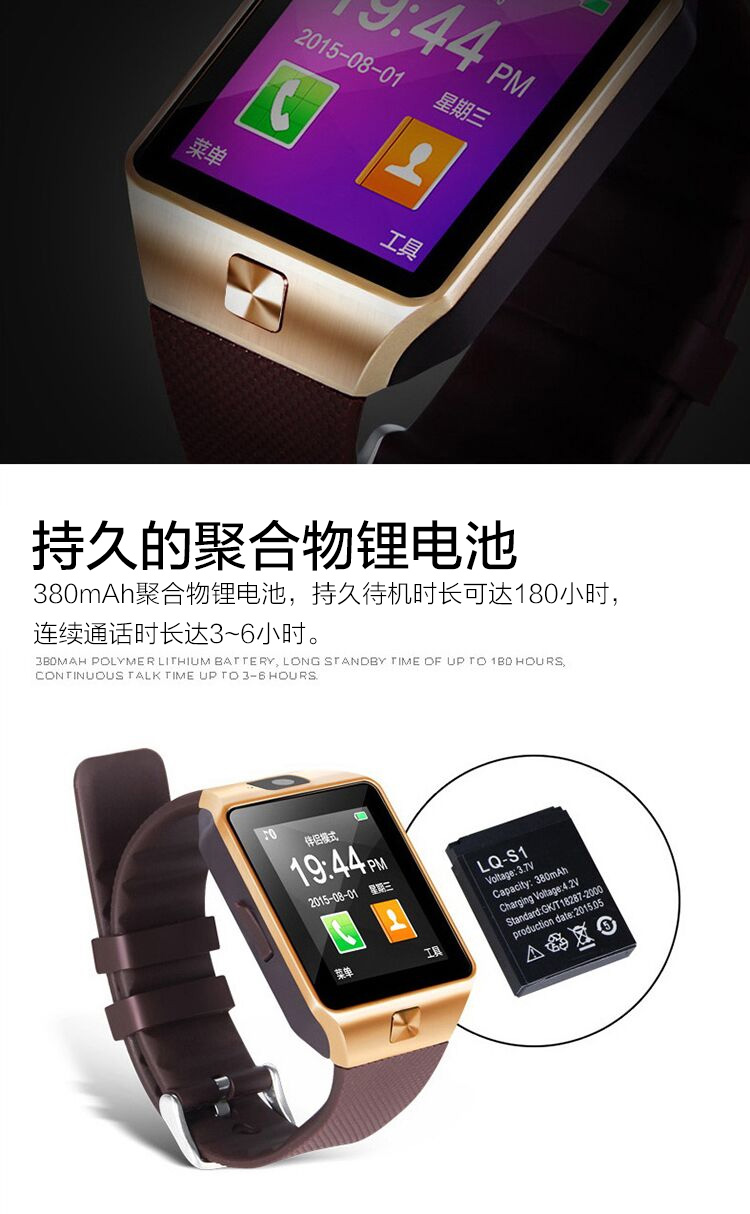 19:44 PM
2015-08-01
星期三
菜单
工具
持久的聚合物锂电池
380mAh聚合物锂电池，持久待机时长可达180小时，
连续通话时长达3~6小时。
380MAH POLYMER LITHIUM BATTERY, LONG STANDBY TIME OF UP TO 180 HOURS,
CONTINUOUS TALK TIME UP TO 3-6 HOURS.
伴侣模式
19:44 PM
2015-08-01 星期三
菜单
工具
LQ-S1
Voltage: 3.7V
Capacity: 380mAh
Charging Voltage:4.2V
Standard:GK/T18287-2000
production date:2015.05
5